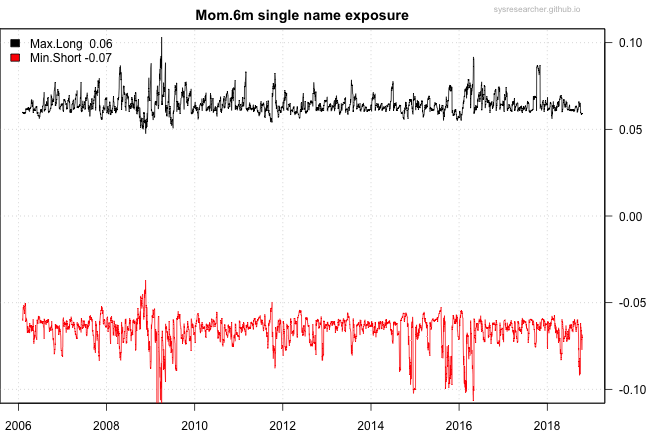 Mom.6m single name exposure
sysresearcher.github.io
Max.Long 0.06
Min.Short -0.07
0.10
0.05
0.00
-0.05
-0.10
2006 2008 2010 2012 2014 2016 2018